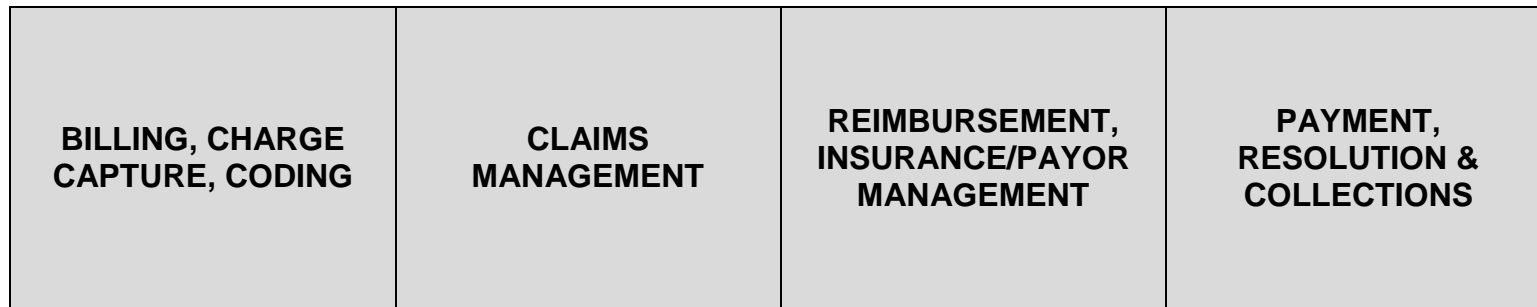 BILLING, CHARGE
CAPTURE, CODING
CLAIMS
MANAGEMENT
REIMBURSEMENT,
INSURANCE/PAYOR
MANAGEMENT
PAYMENT,
RESOLUTION &
COLLECTIONS